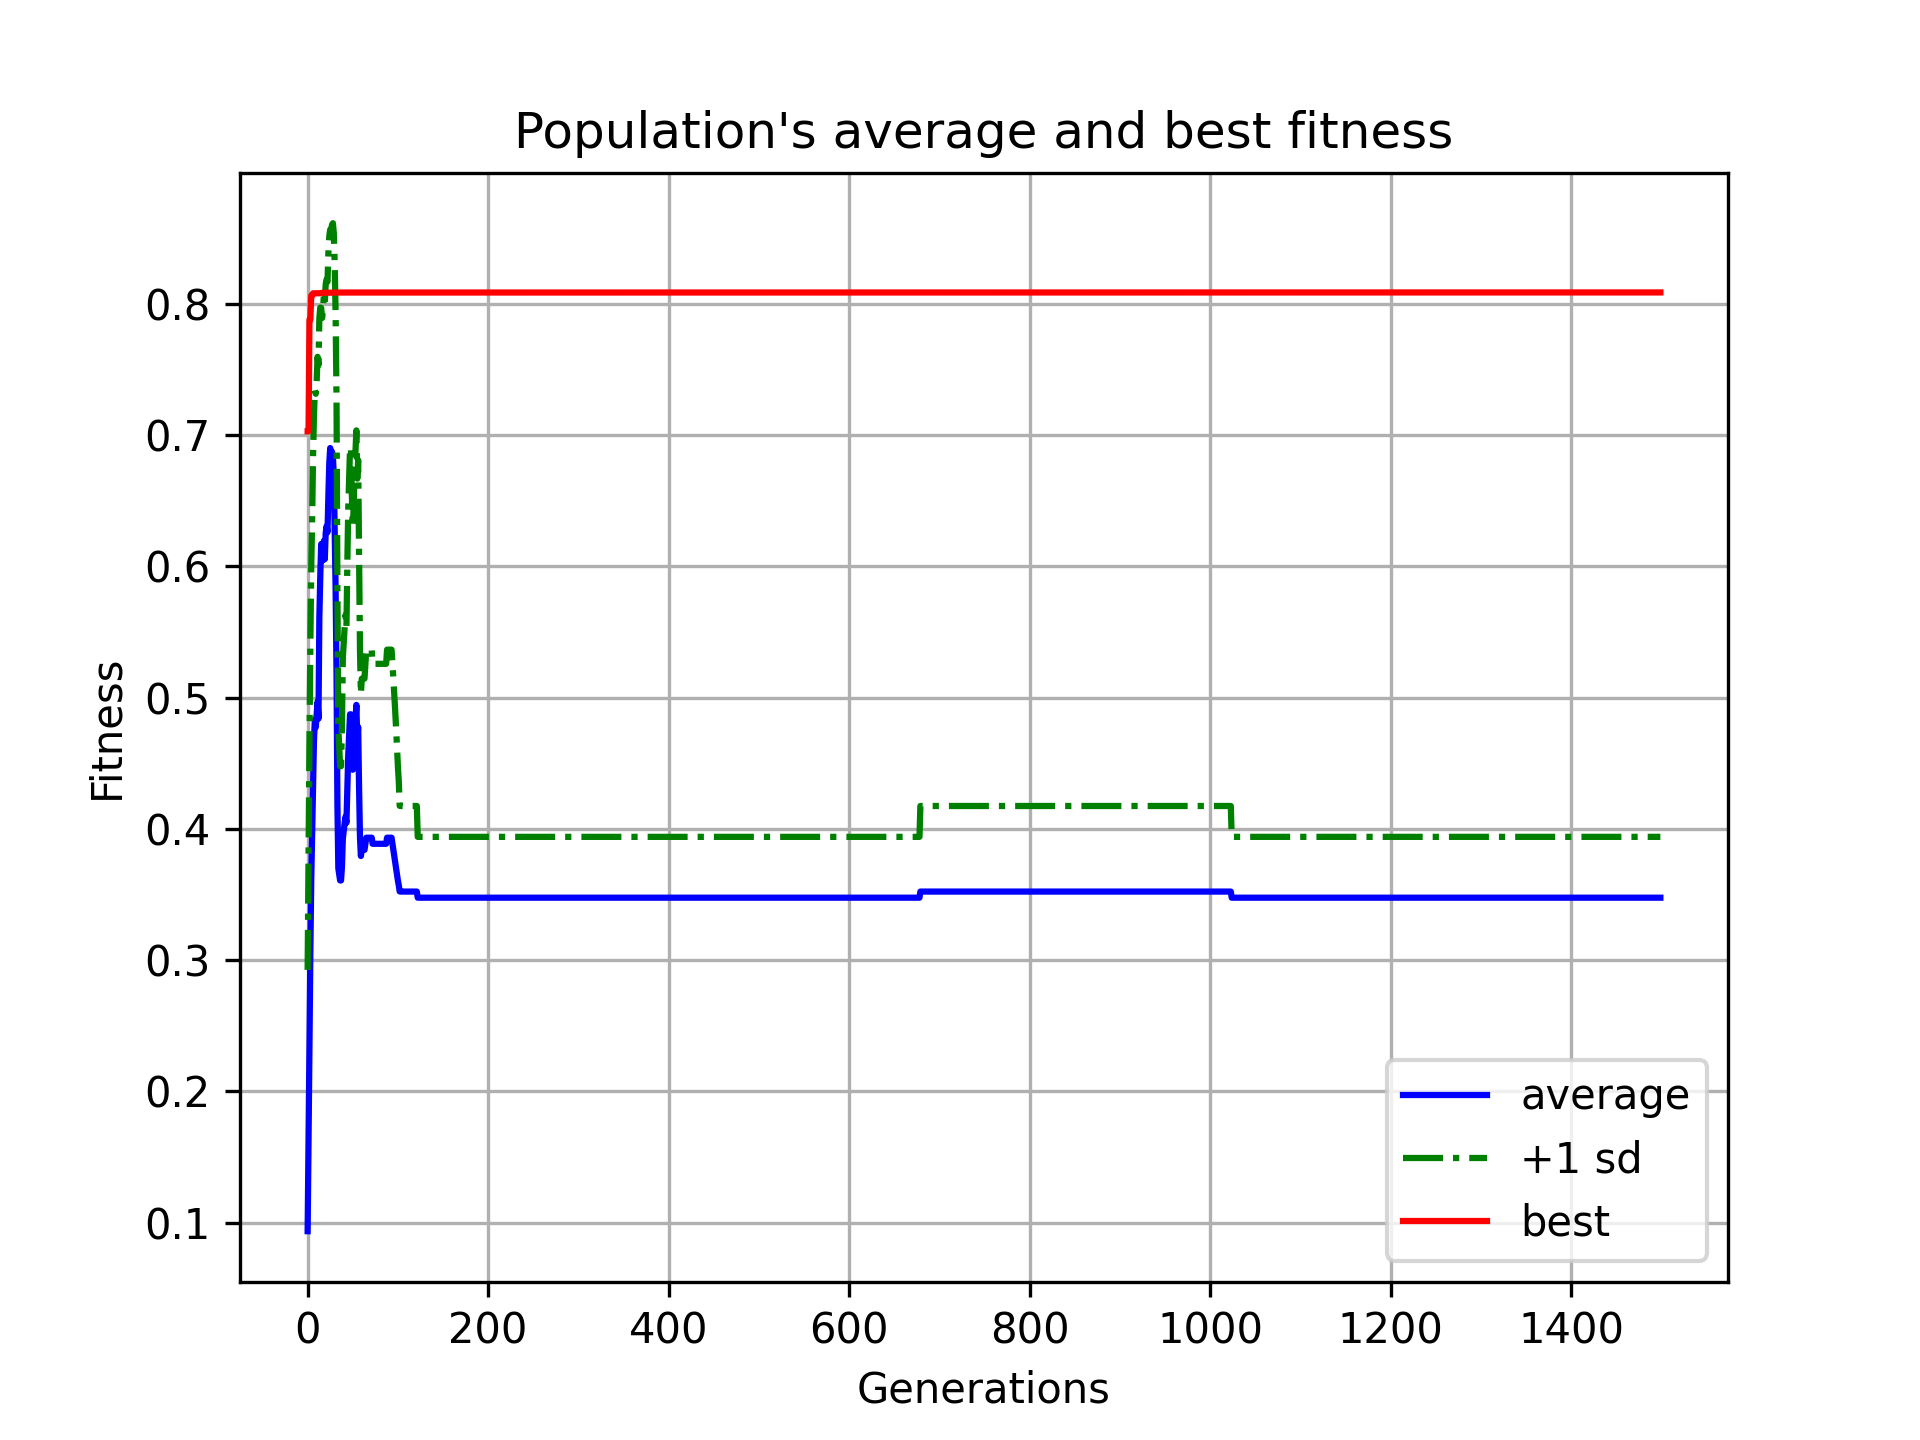 Population's average and best fitness
Fitness
0.8
0.7
0.6
0.5
0.4
0.3
0.2
0.1
0 200 400 600 800 1000 1200 1400
Generations
average
+1 sd
best